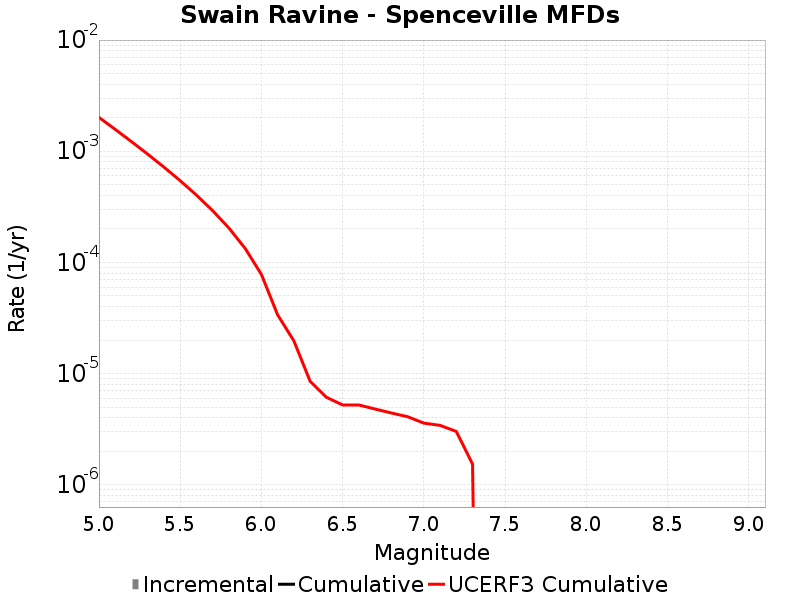 Swain Ravine - Spenceville MFDs
10-2
10-3
10-4
10-5
10-6
Rate (1/yr)
5.0 5.5 6.0 6.5 7.0 7.5 8.0 8.5 9.0
Magnitude
Incremental Cumulative UCERF3 Cumulative